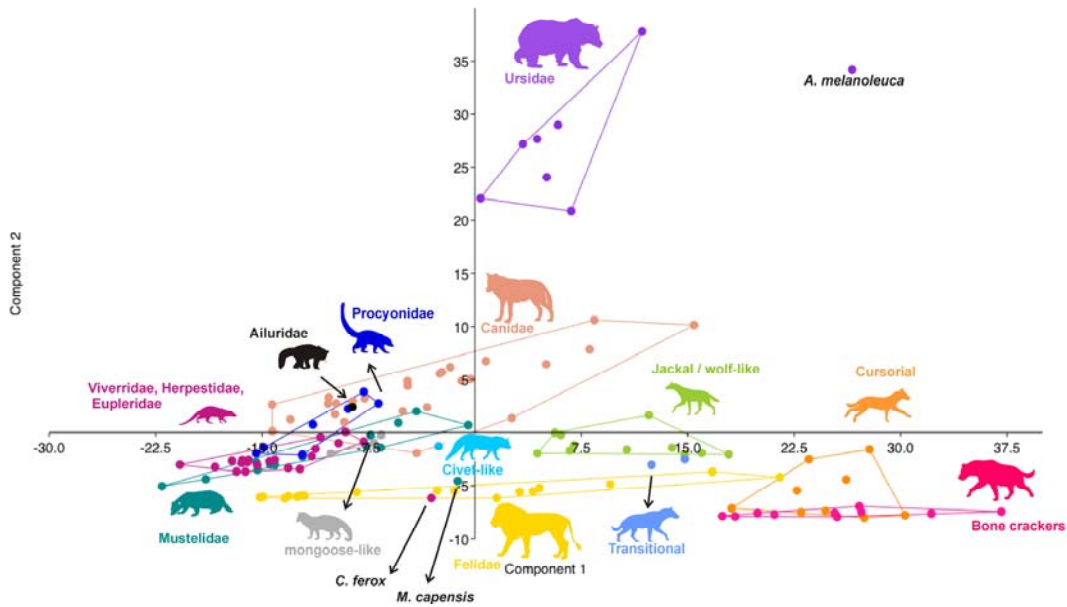 35
30
25
20
15
10
5
-5
-10
-30
-22.5
-15.0
-7.5
7.5
15.0
22.5
30.0
37.5
Component 2
Component 1
Ursidae
A. melanoleuca
Canidae
Procyonidae
Ailuridae
Viverridae, Herpestidae,
Eupleridae
Jackal / wolf-like
Cursorial
Civet-like
Mustelidae
mongoose-like
Felidae
Transitional
Bone crackers
C. ferox
M. capensis